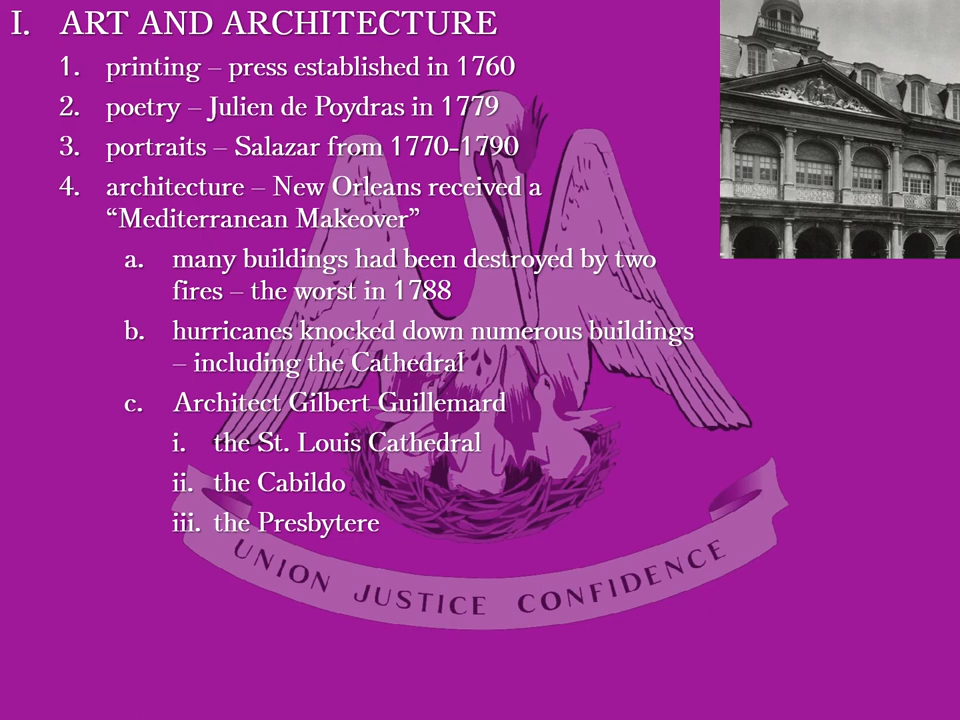 I. ART AND ARCHITECTURE
1. printing – press established in 1760
2. poetry – Julien de Poydras in 1779
3. portraits – Salazar from 1770-1790
4. architecture – New Orleans received a
“Mediterranean Makeover”
a. many buildings had been destroyed by two
fires – the worst in 1788
b. hurricanes knocked down numerous buildings
– including the Cathedral
c. Architect Gilbert Guillemard
i. the St. Louis Cathedral
ii. the Cabildo
iii. the Presbytere
UNION JUSTICE CONFIDENCE